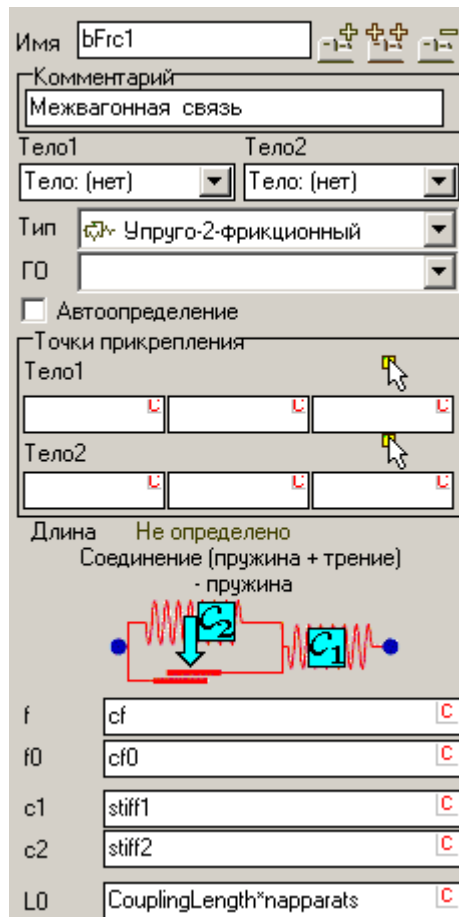 Имя bFrc1
Комментарий
Межвагонная связь
Тело1 Тело2
Тело: (нет) Тело: (нет)
Тип Упруго-2-фрикционный
ГО
Автоопределение
Точки прикрепления
Тело1
C C C
Тело2
C C C
Длина Не определено
Соединение (пружина + трение)
- пружина
C2 C1
f cf C
f0 cf0 C
c1 stiff1 C
c2 stiff2 C
L0 CouplingLength*napparats C